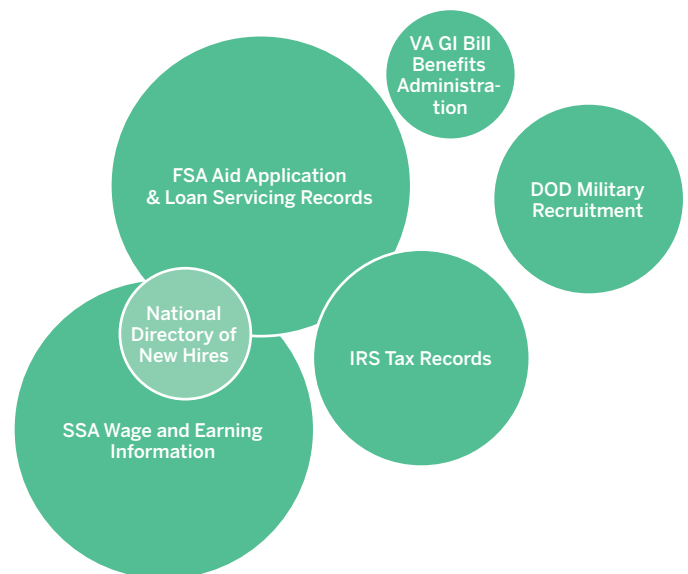 VA GI Bill
Benefits
Administra-
tion
FSA Aid Application
& Loan Servicing Records
DOD Military
Recruitment
National
Directory of
New Hires
IRS Tax Records
SSA Wage and Earning
Information